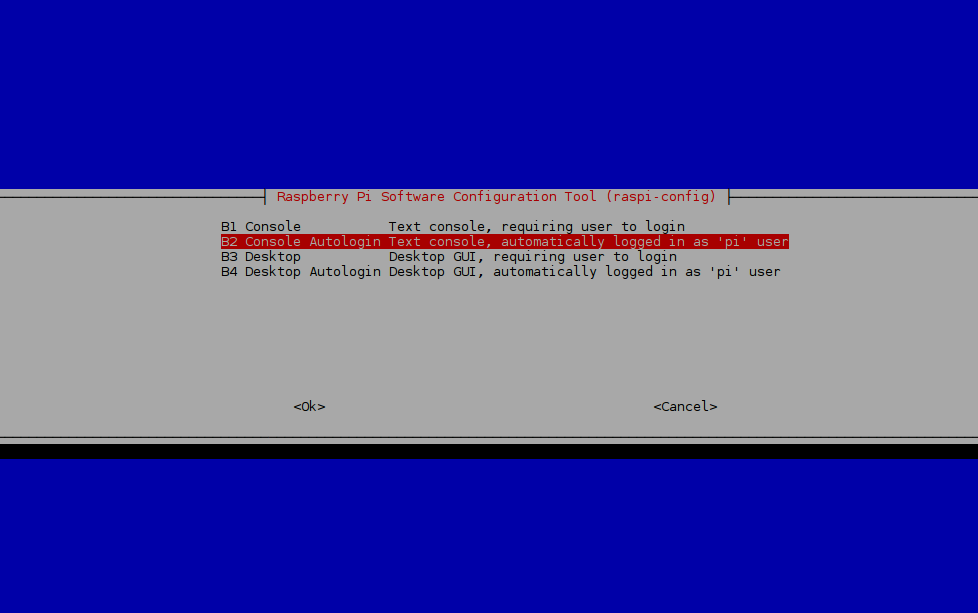 Raspberry Pi Software Configuration Tool (raspi-config)
B1 Console Text console, requiring user to login
B2 Console Autologin Text console, automatically logged in as 'pi' user
B3 Desktop Desktop GUI, requiring user to login
B4 Desktop Autologin Desktop GUI, automatically logged in as 'pi' user
<Ok> <Cancel>